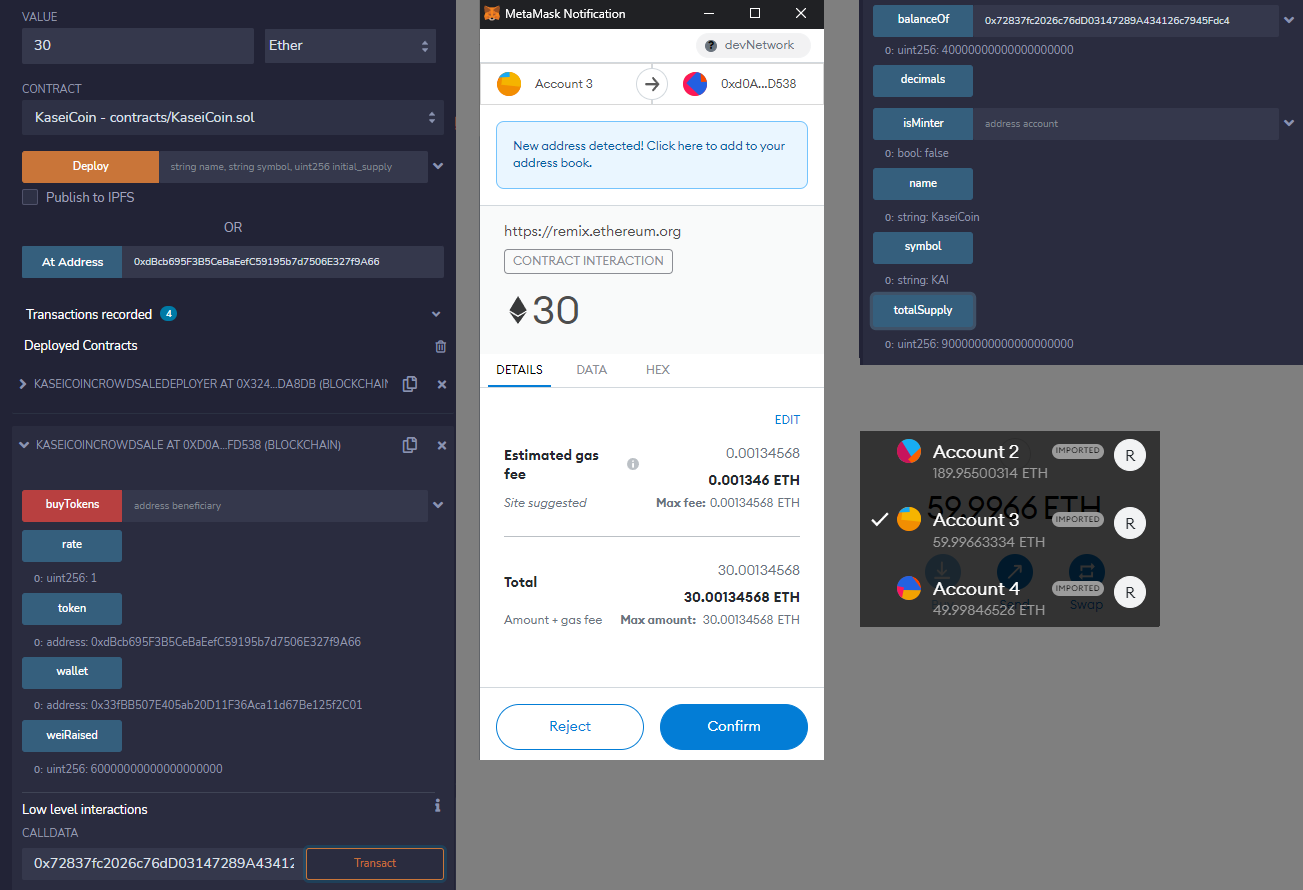 VALUE
30
Ether
CONTRACT
KaseiCoin - contracts/KaseiCoin.sol
Deploy
string name, string symbol, uint256 initial_supply
Publish to IPFS
OR
At Address
0xdBcb695F3B5CeBaEefC59195b7d7506E327f9A66
Transactions recorded 4
Deployed Contracts
KASEICOINCROWDSALEDEPLOYER AT 0X324...DA8DB (BLOCKCHAIN
KASEICOINCROWDSALE AT 0XD0A...FD538 (BLOCKCHAIN)
buyTokens
address beneficiary
rate
0: uint256: 1
token
0: address: 0xdBcb695F3B5CeBaEefC59195b7d7506E327f9A66
wallet
0: address: 0x33fBB507E405ab20D11F36Aca11d67Be125f2C01
weiRaised
0: uint256: 60000000000000000000
Low level interactions
i
CALLDATA
0x72837fc2026c76dD03147289A43412
Transact
MetaMask Notification
? devNetwork
Account 3
0xd0A...D538
New address detected! Click here to add to your
address book.
https://remix.ethereum.org
CONTRACT INTERACTION
30
DETAILS
DATA
HEX
EDIT
Estimated gas
fee
i
0.00134568
0.001346 ETH
Site suggested
Max fee: 0.00134568 ETH
30.00134568
Total
30.00134568 ETH
Amount + gas fee
Max amount: 30.00134568 ETH
Reject
Confirm
balanceOf
0x72837fc2026c76dD03147289A434126c7945Fdc4
0: uint256: 40000000000000000000
decimals
isMinter
address account
0: bool: false
name
0: string: KaseiCoin
symbol
0: string: KAI
totalSupply
0: uint256: 90000000000000000000
Account 2
IMPORTED
R
189.95500314 ETH
59.9966 ETH
Account 3
IMPORTED
R
59.99663334 ETH
Account 4
IMPORTED
R
49.99846526 ETH
Swap